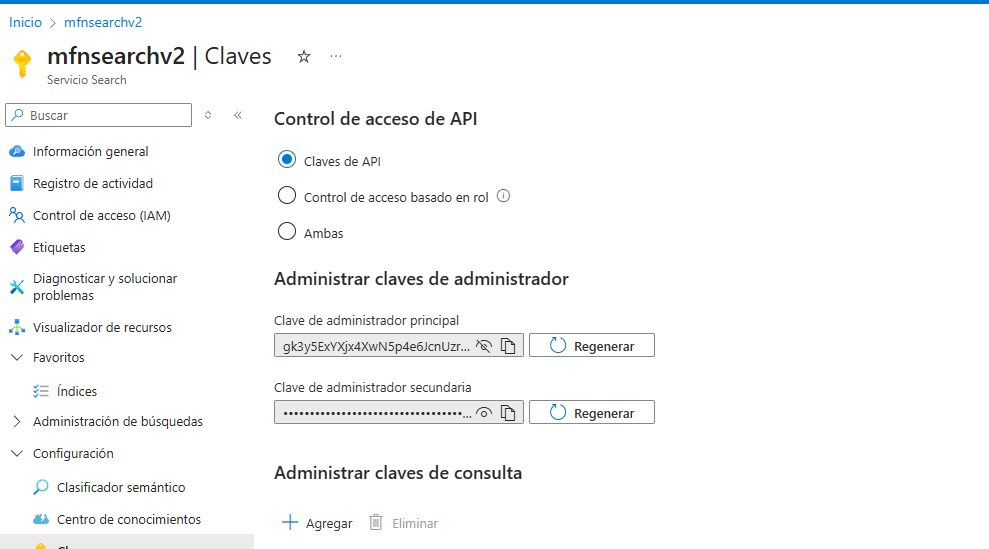 Inicio > mfnsearchv2
mfnsearchv2 | Claves
Servicio Search
Buscar
Información general
Registro de actividad
Control de acceso (IAM)
Etiquetas
Diagnosticar y solucionar
problemas
Visualizador de recursos
Favoritos
Índices
Administración de búsquedas
Configuración
Clasificador semántico
Centro de conocimientos
Control de acceso de API
Claves de API
Control de acceso basado en rol
Ambas
Administrar claves de administrador
Clave de administrador principal
gk3y5ExYXjx4XwN5p4e6JcnUzr...
Regenerar
Clave de administrador secundaria
••••••••••••••••••••••••••••••••••...
Regenerar
Administrar claves de consulta
Agregar
Eliminar